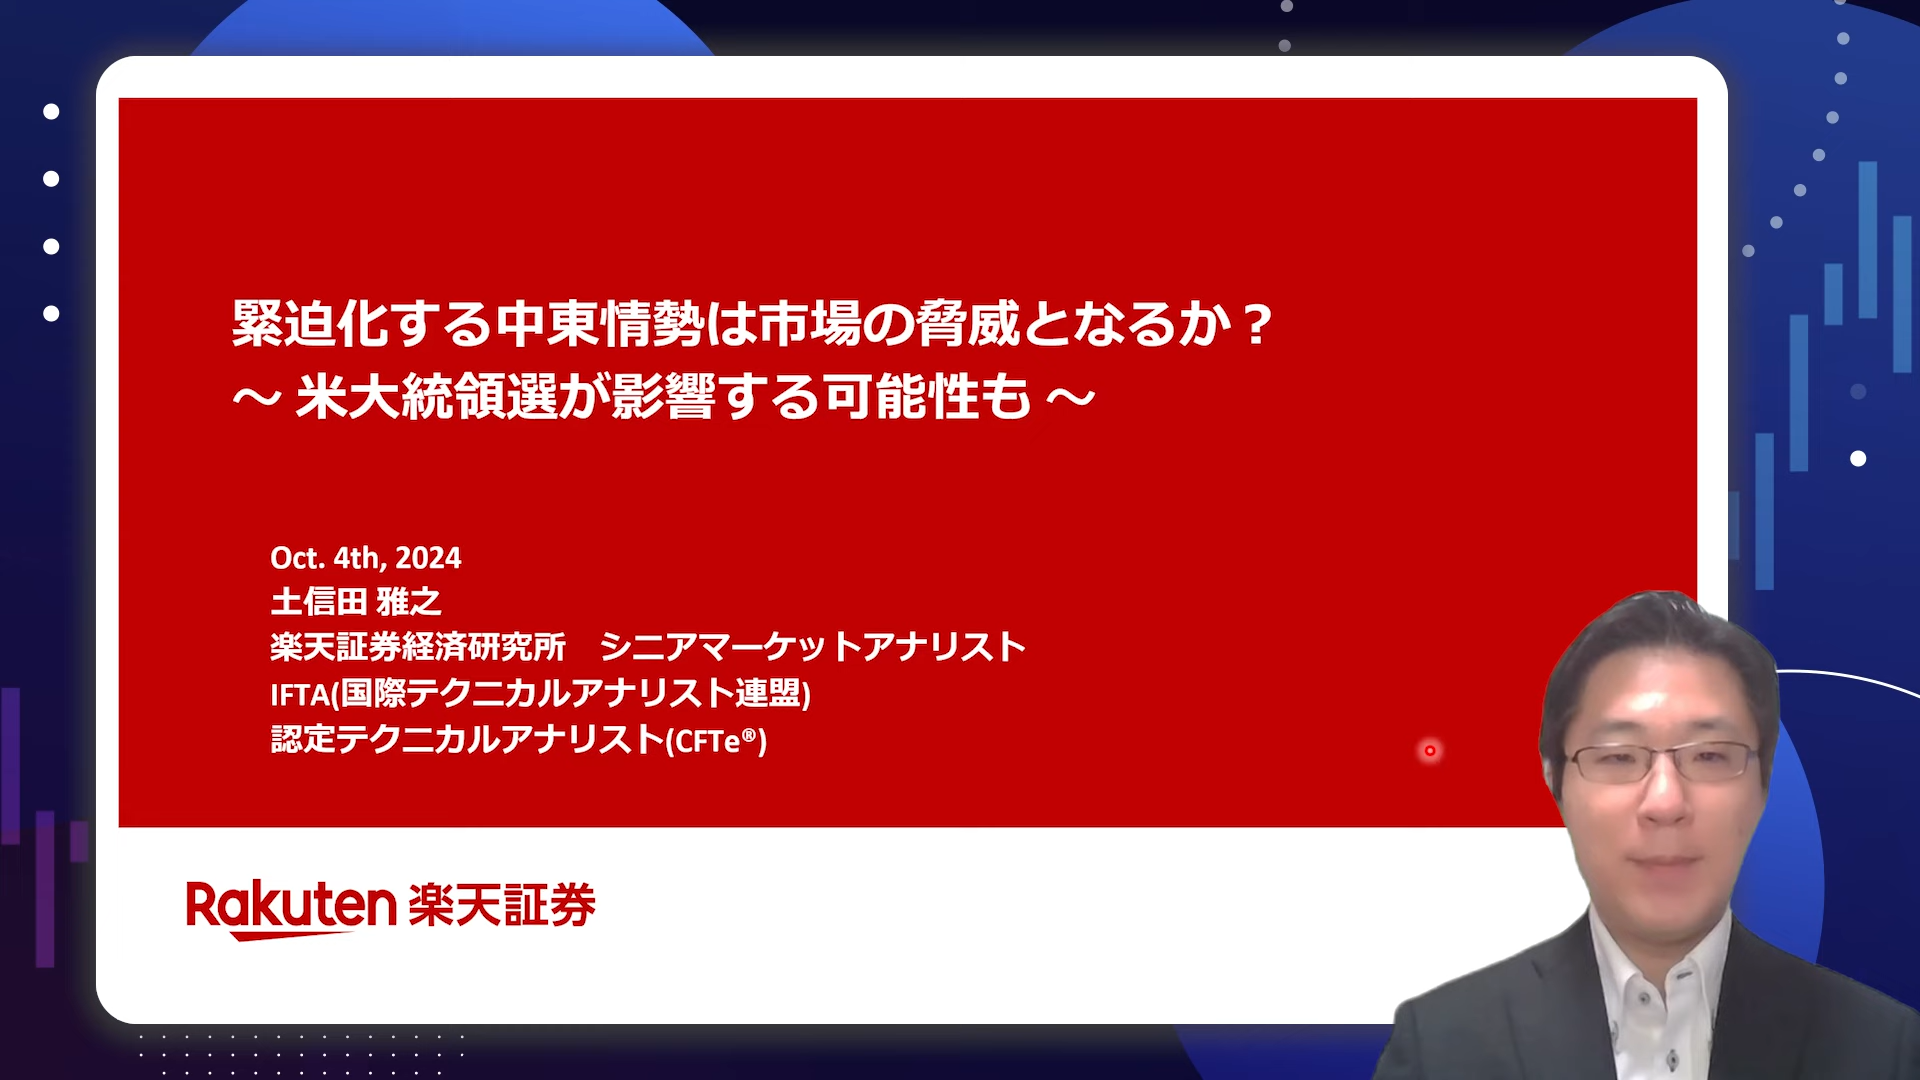 緊迫化する中東情勢は市場の脅威となるか？
～ 米大統領選が影響する可能性も ～
Oct. 4th, 2024
土信田 雅之
楽天証券経済研究所　シニアマーケットアナリスト
IFTA(国際テクニカルアナリスト連盟)
認定テクニカルアナリスト(CFTe®)
Rakuten 楽天証券